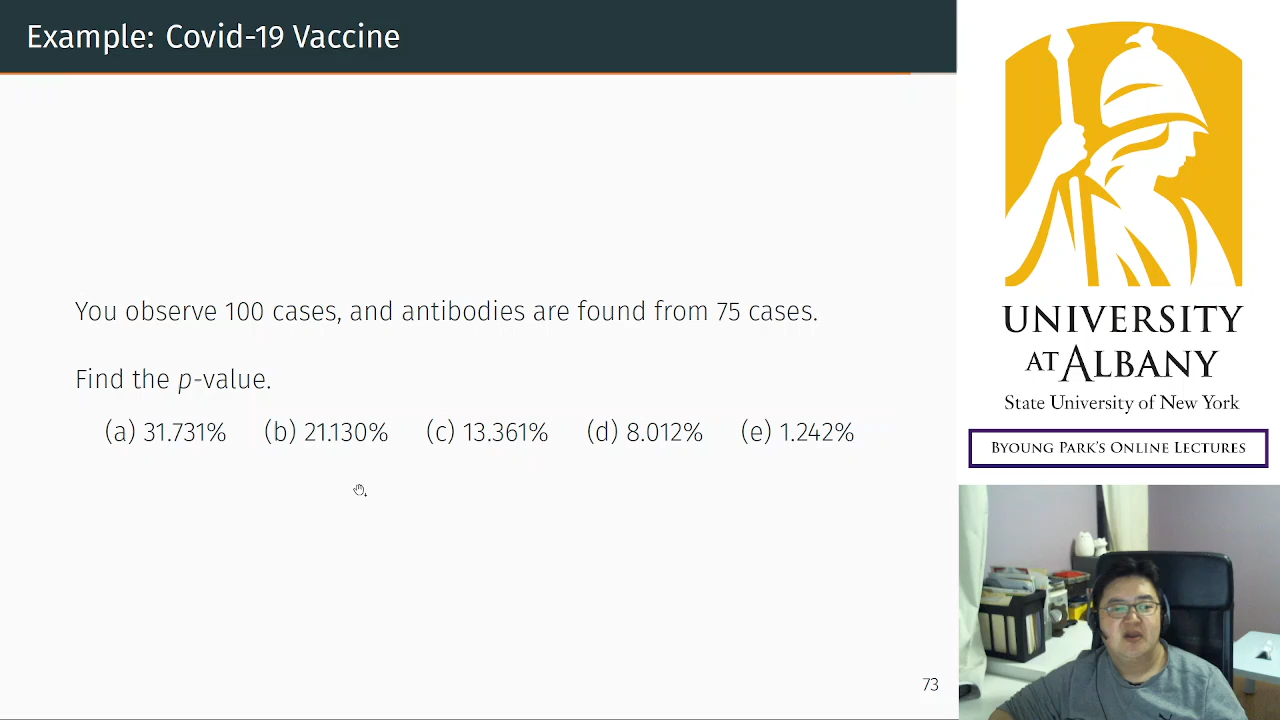 Example: Covid-19 Vaccine
You observe 100 cases, and antibodies are found from 75 cases.
Find the p-value.
(a) 31.731% (b) 21.130% (c) 13.361% (d) 8.012% (e) 1.242%
73
UNIVERSITY
AT ALBANY
State University of New York
BYOUNG PARK'S ONLINE LECTURES